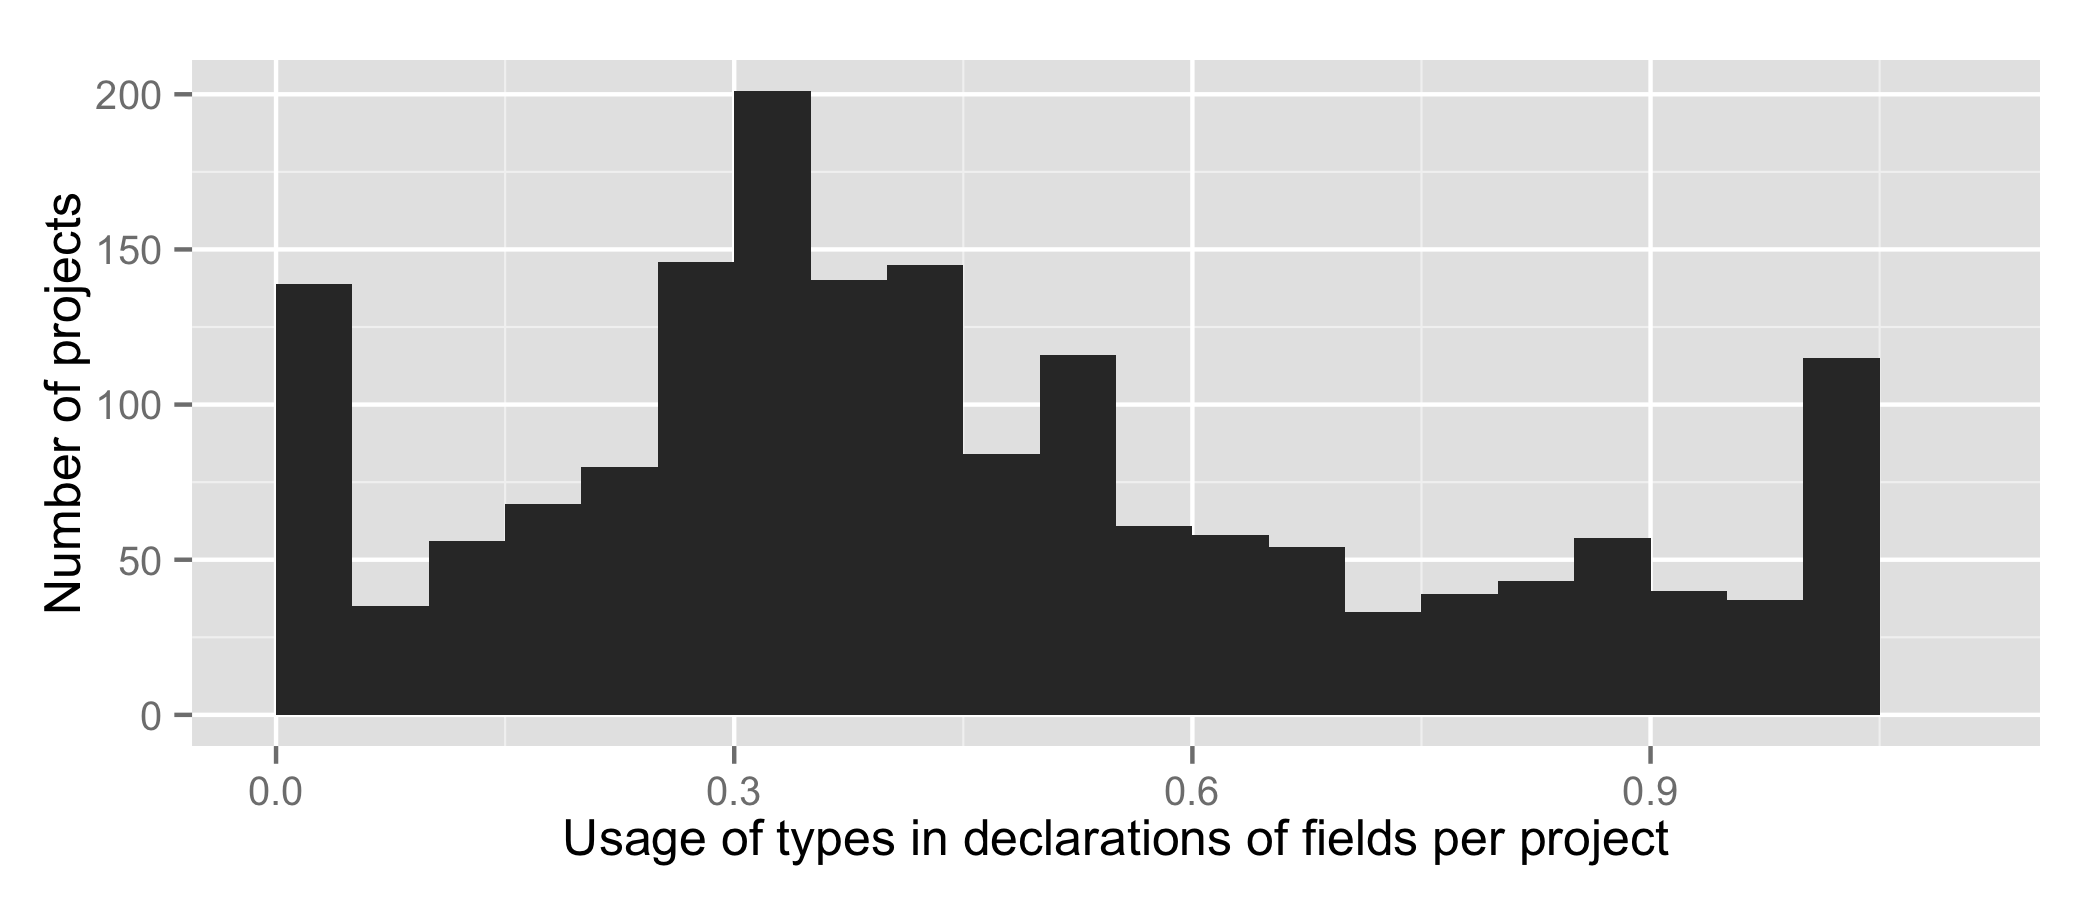 Number of projects
200
150
100
50
0
0.0 0.3 0.6 0.9
Usage of types in declarations of fields per project